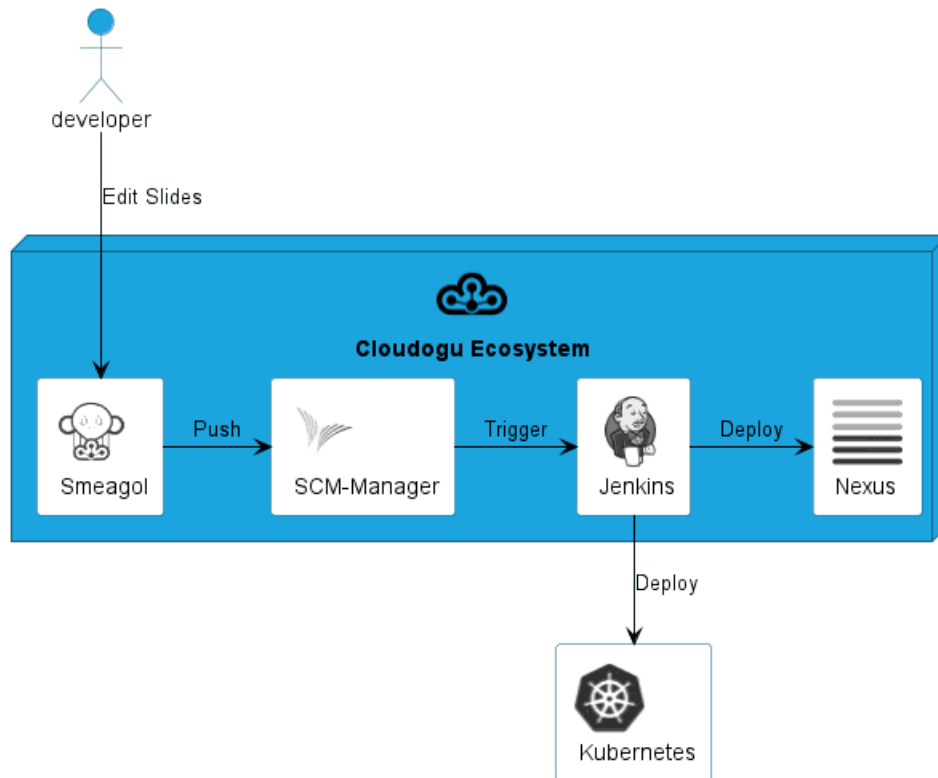 developer
Edit Slides
Cloudogu Ecosystem
Push
Trigger
Deploy
Smeagol
SCM-Manager
Jenkins
Nexus
Deploy
Kubernetes